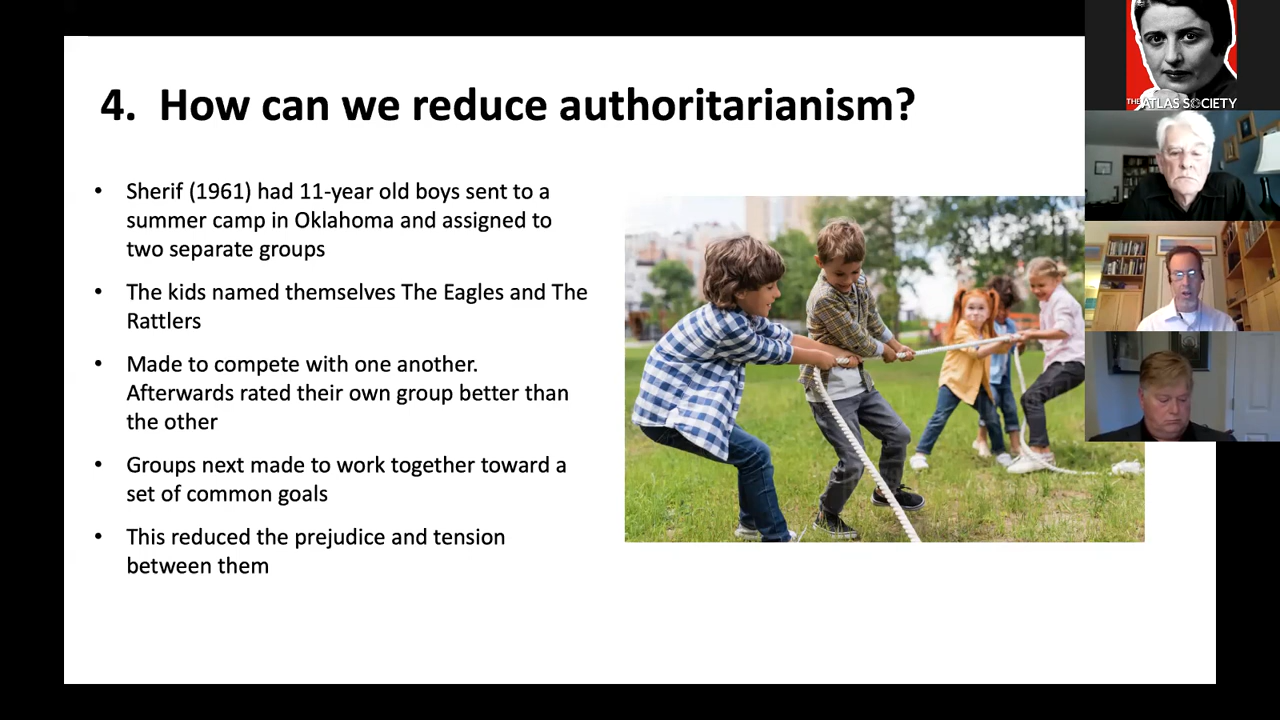 4. How can we reduce authoritarianism?
• Sherif (1961) had 11-year old boys sent to a
summer camp in Oklahoma and assigned to
two separate groups
• The kids named themselves The Eagles and The
Rattlers
• Made to compete with one another.
Afterwards rated their own group better than
the other
• Groups next made to work together toward a
set of common goals
• This reduced the prejudice and tension
between them
THE ATLAS SOCIETY